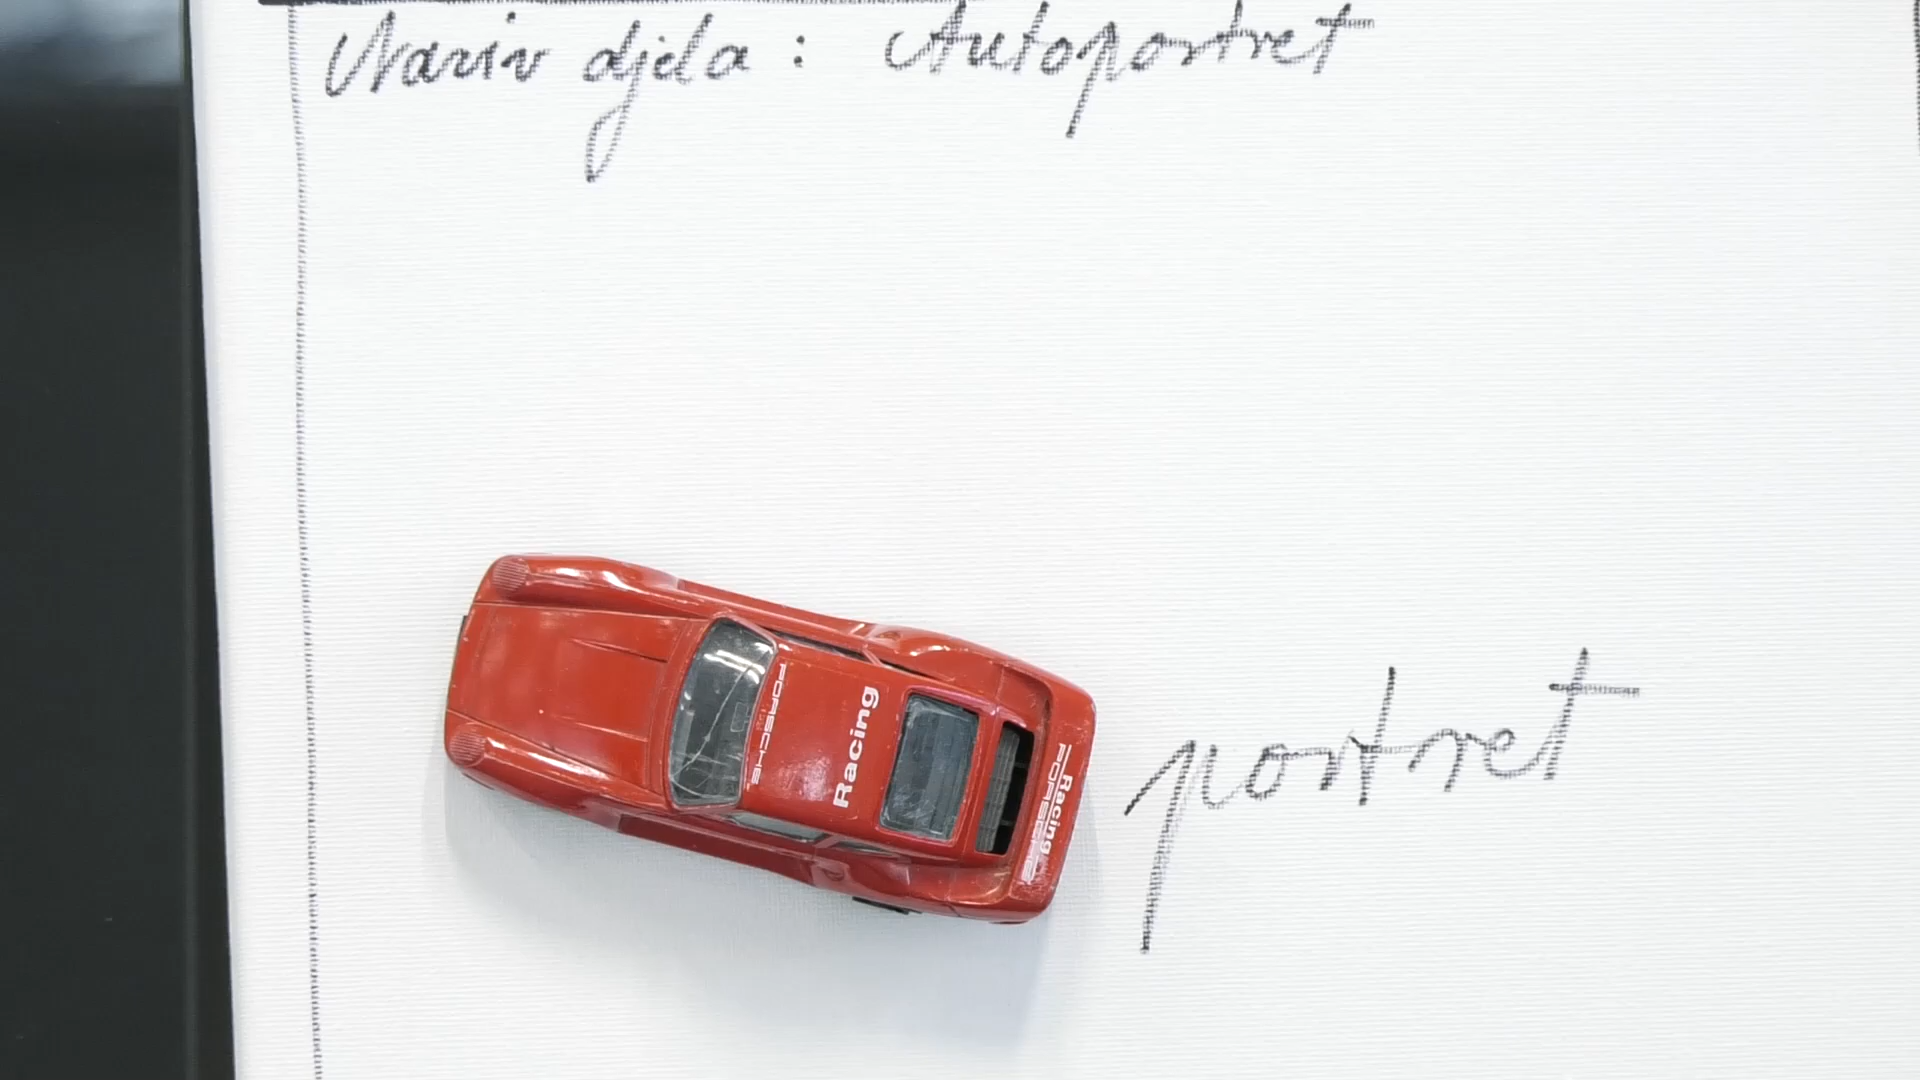 Naziv djela: Autoportret
PORSCHE
Racing
Racing
PORSCHE
portret